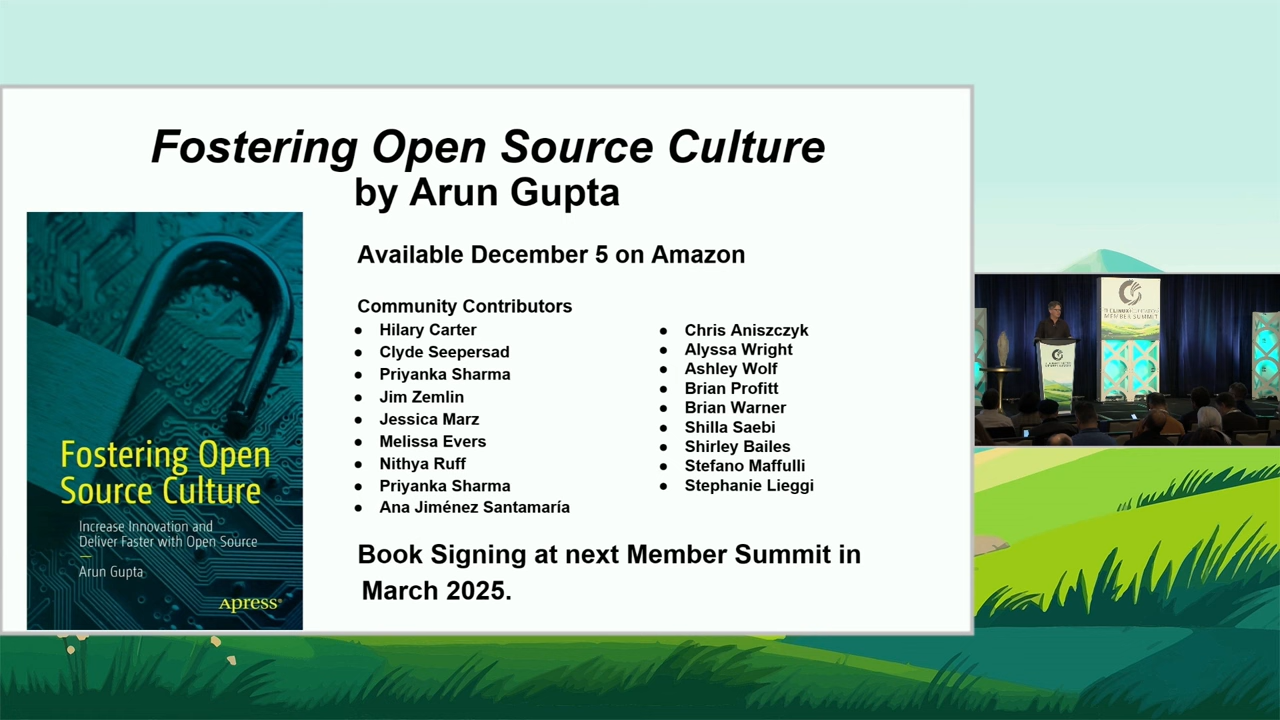 Fostering Open Source Culture
by Arun Gupta
Available December 5 on Amazon
Community Contributors
● Hilary Carter
● Clyde Seepersad
● Priyanka Sharma
● Jim Zemlin
● Jessica Marz
● Melissa Evers
● Nithya Ruff
● Priyanka Sharma
● Ana Jiménez Santamaría
● Chris Aniszczyk
● Alyssa Wright
● Ashley Wolf
● Brian Profitt
● Brian Warner
● Shilla Saebi
● Shirley Bailes
● Stefano Maffulli
● Stephanie Lieggi
Book Signing at next Member Summit in
March 2025.
Fostering Open
Source Culture
Increase Innovation and
Deliver Faster with Open Source
Arun Gupta
Apress®
MEMBER SUMMIT